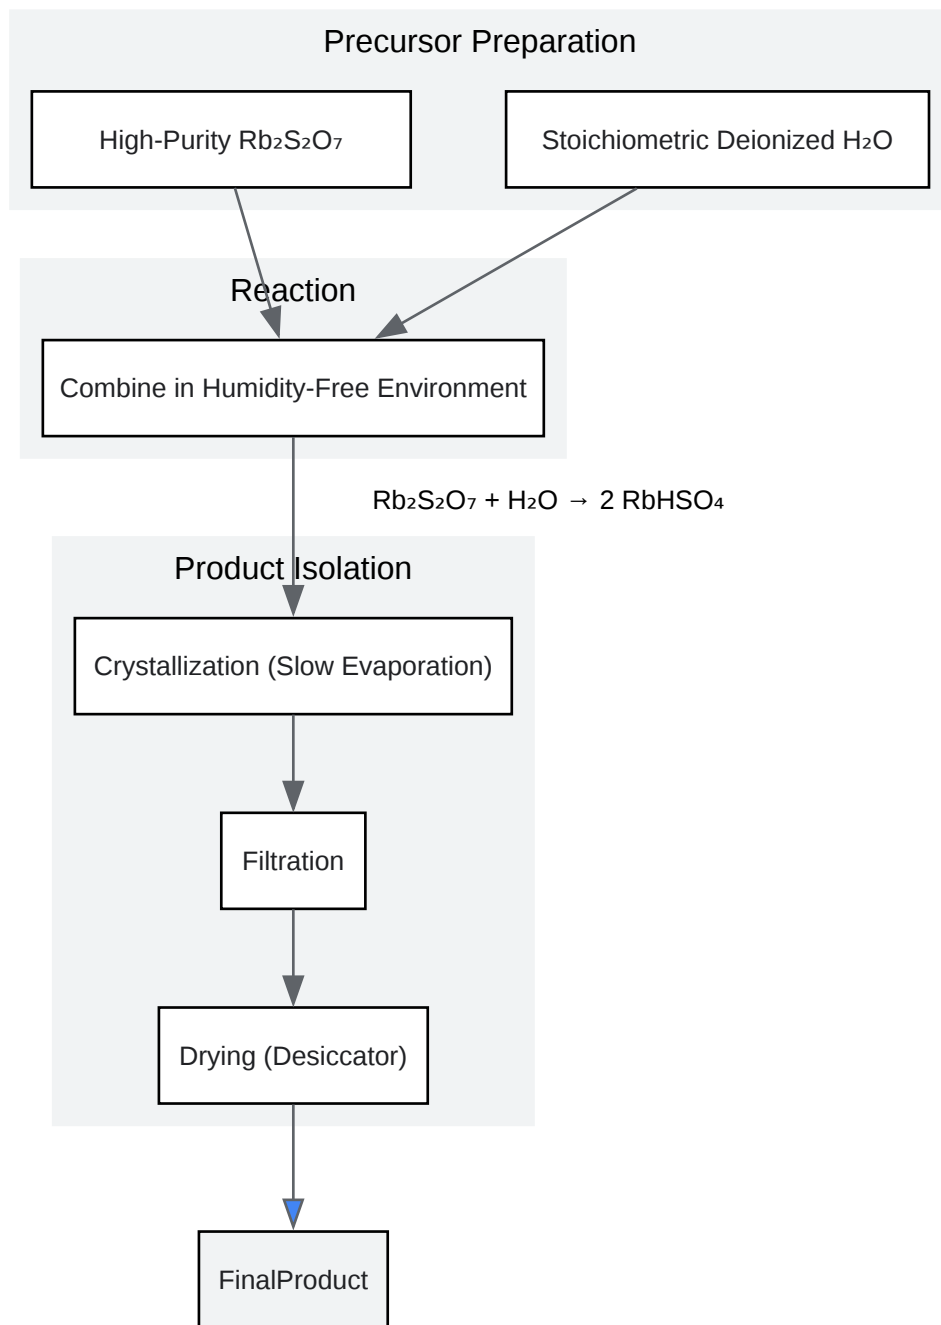 Precursor Preparation
High-Purity Rb₂S₂O₇
Stoichiometric Deionized H₂O
Reaction
Combine in Humidity-Free Environment
Rb₂S₂O₇ + H₂O → 2 RbHSO₄
Product Isolation
Crystallization (Slow Evaporation)
Filtration
Drying (Desiccator)
FinalProduct